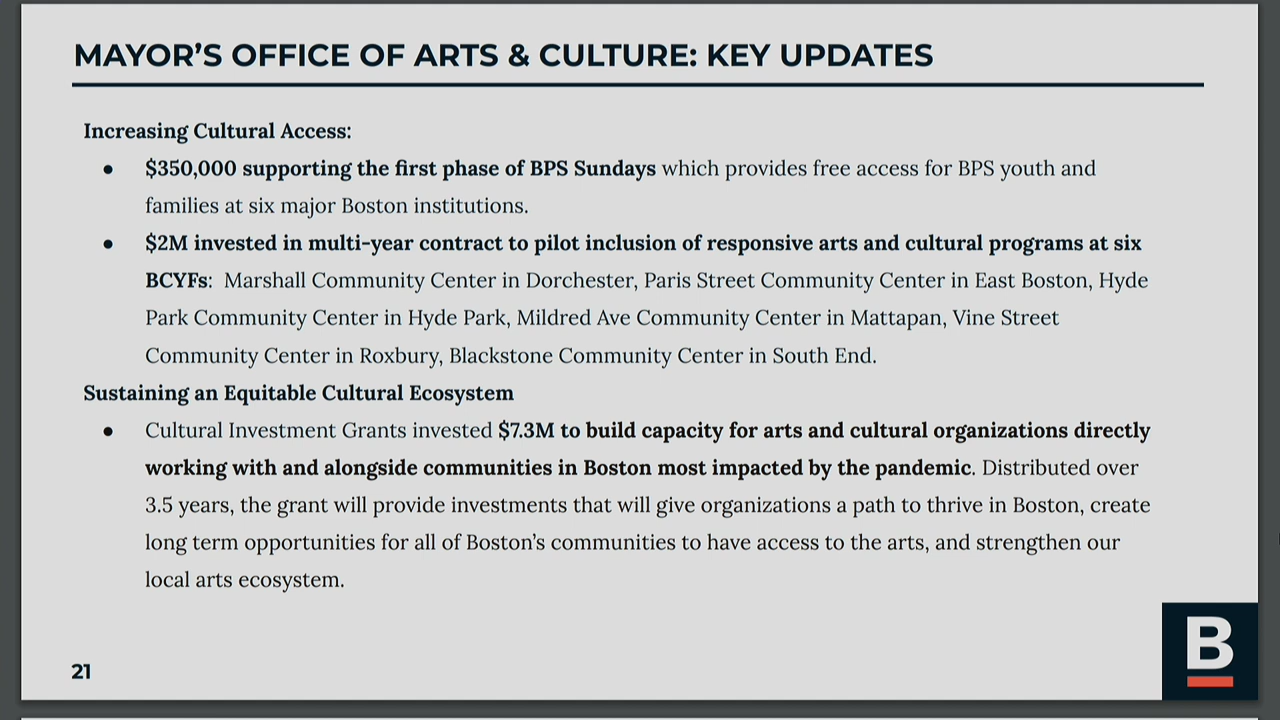 MAYOR’S OFFICE OF ARTS & CULTURE: KEY UPDATES
Increasing Cultural Access:
● $350,000 supporting the first phase of BPS Sundays which provides free access for BPS youth and
families at six major Boston institutions.
● $2M invested in multi-year contract to pilot inclusion of responsive arts and cultural programs at six
BCYFs: Marshall Community Center in Dorchester, Paris Street Community Center in East Boston, Hyde
Park Community Center in Hyde Park, Mildred Ave Community Center in Mattapan, Vine Street
Community Center in Roxbury, Blackstone Community Center in South End.
Sustaining an Equitable Cultural Ecosystem
● Cultural Investment Grants invested $7.3M to build capacity for arts and cultural organizations directly
working with and alongside communities in Boston most impacted by the pandemic. Distributed over
3.5 years, the grant will provide investments that will give organizations a path to thrive in Boston, create
long term opportunities for all of Boston’s communities to have access to the arts, and strengthen our
local arts ecosystem.
21
B